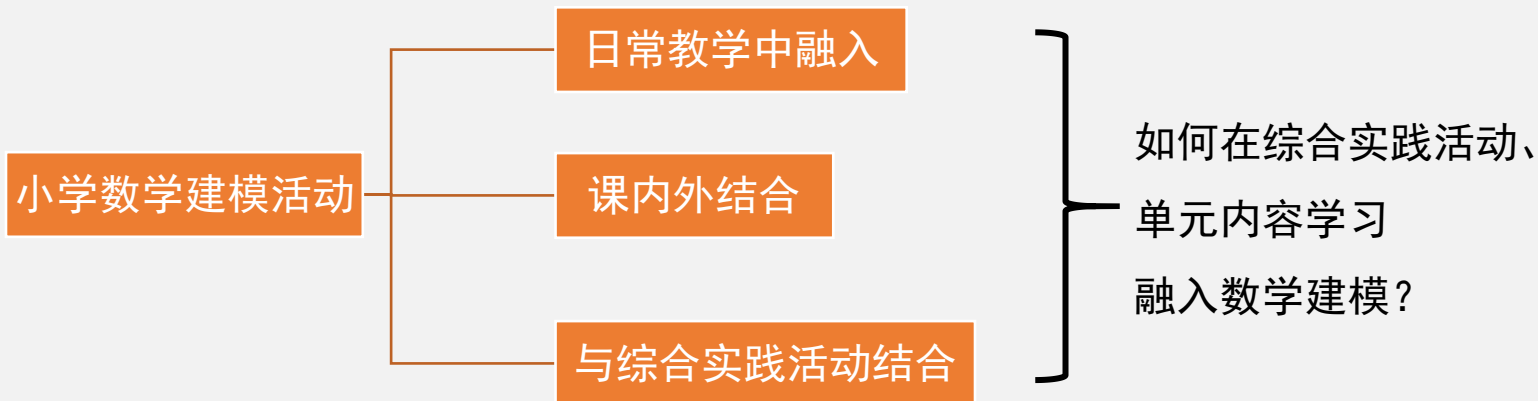 日常教学中融入
小学数学建模活动
课内外结合
与综合实践活动结合
如何在综合实践活动、
单元内容学习
融入数学建模？